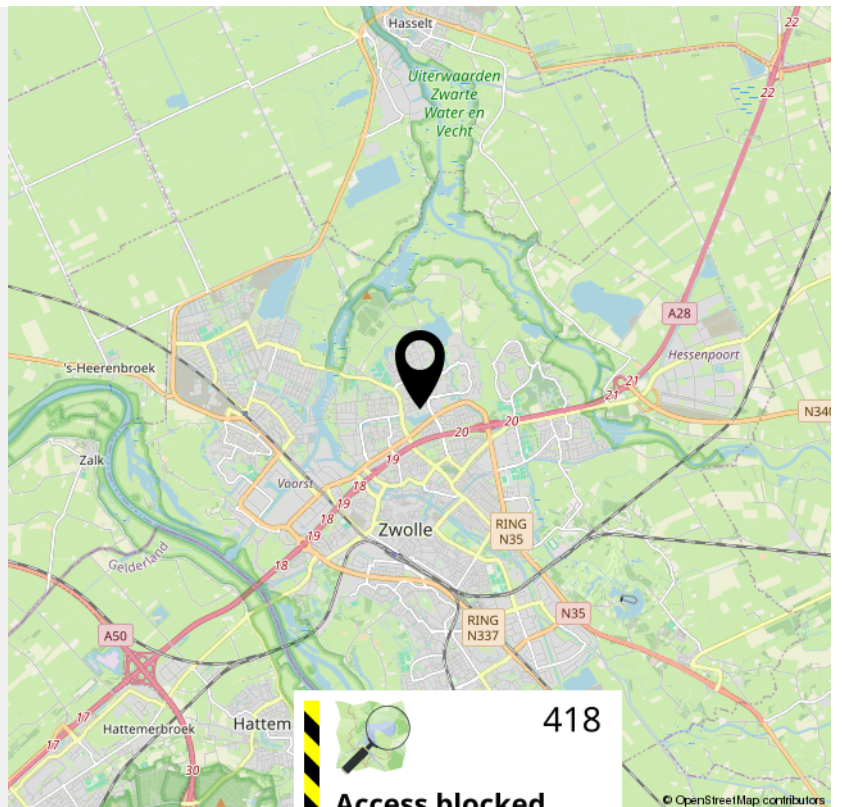 22
Hasselt
22
Uiterwaarden
Zwarte
Water en
Vecht
A28
Hessenpoort
's-Heerenbroek
21
21
N340
20
20
19
Zalk
18
Voorst
19
18
19
Zwolle
RING
N35
18
Gelderland
N35
A50
RING
N337
17
Hattemerbroek
Hattem
17
30
418
Access blocked
© OpenStreetMap contributors